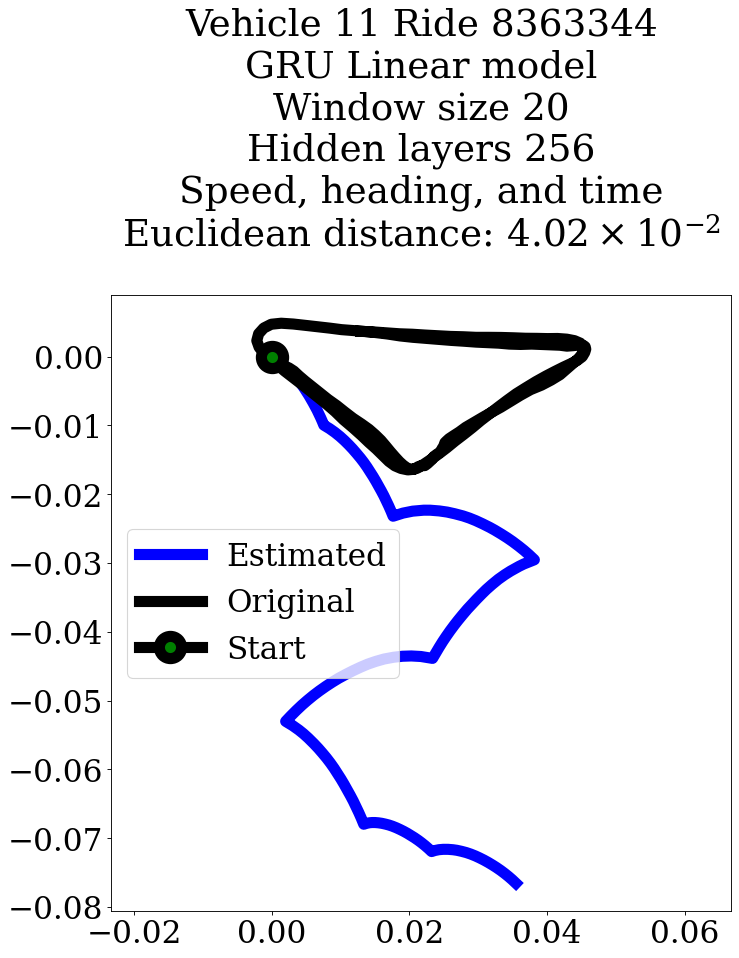 Vehicle 11 Ride 8363344
GRU Linear model
Window size 20
Hidden layers 256
Speed, heading, and time
Euclidean distance: 4.02 × 10⁻²
0.00
−0.01
−0.02
−0.03
−0.04
−0.05
−0.06
−0.07
−0.08
Estimated
Original
Start
−0.02 0.00 0.02 0.04 0.06